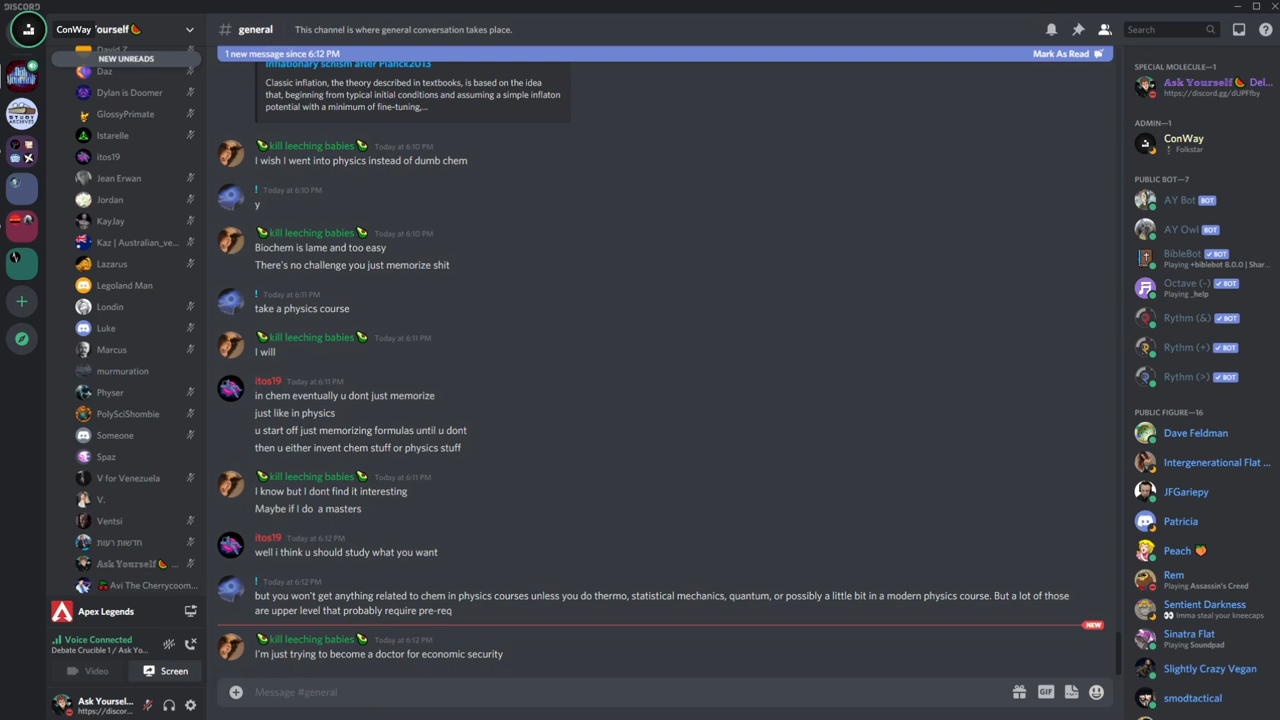 DISCORD
ConWay
ourself🍉
# general
This channel is where general conversation takes place.
Search
1 new message since 6:12 PM
Mark As Read
David Z
NEW UNREADS
Daz
Dylan is Doomer
GlossyPrimate
Istarelle
itos19
Jean Erwan
Jordan
KayJay
Kaz | Australian_ve...
Lazarus
Legoland Man
Londin
Luke
Marcus
murmuration
Physer
PolySciShombie
Someone
Spaz
V for Venezuela
V.
Ventsi
חדשות רעות
Ask Yourself🍉 ...
🍒Avi The Cherrycoom...
Apex Legends
Voice Connected
Debate Crucible 1 / Ask Yo...
Video
Screen
Ask Yoursel...
https://discor...
Inflationary schism after Planck2013
Classic inflation, the theory described in textbooks, is based on the idea
that, beginning from typical initial conditions and assuming a simple inflaton
potential with a minimum of fine-tuning,...
🥑kill leeching babies🥑 Today at 6:10 PM
I wish I went into physics instead of dumb chem
! Today at 6:10 PM
y
🥑kill leeching babies🥑 Today at 6:10 PM
Biochem is lame and too easy
There's no challenge you just memorize shit
! Today at 6:11 PM
take a physics course
🥑kill leeching babies🥑 Today at 6:11 PM
I will
itos19 Today at 6:11 PM
in chem eventually u dont just memorize
just like in physics
u start off just memorizing formulas until u dont
then u either invent chem stuff or physics stuff
🥑kill leeching babies🥑 Today at 6:11 PM
I know but I dont find it interesting
Maybe if I do a masters
itos19 Today at 6:12 PM
well i think u should study what you want
! Today at 6:12 PM
but you won't get anything related to chem in physics courses unless you do thermo, statistical mechanics, quantum, or possibly a little bit in a modern physics course. But a lot of those
are upper level that probably require pre-req
NEW
🥑kill leeching babies🥑 Today at 6:12 PM
I'm just trying to become a doctor for economic security
Message #general
GIF
SPECIAL MOLECULE—1
Ask Yourself🍉 Del...
https://discord.gg/dUPFfby
ADMIN—1
ConWay
Folkstar
PUBLIC BOT—7
AY Bot BOT
AY Owl BOT
BibleBot ✓ BOT
Playing +biblebot 8.0.0 | Shar...
Octave (-) ✓ BOT
Playing _help
Rythm (&) ✓ BOT
Rythm (+) ✓ BOT
Rythm (>) ✓ BOT
PUBLIC FIGURE—16
Dave Feldman
Intergenerational Flat ...
JFGariepy
Patricia
Peach 🍑
Rem
Playing Assassin's Creed
Sentient Darkness
👀 Imma steal your kneecaps
Sinatra Flat
Playing Soundpad
Slightly Crazy Vegan
smodtactical